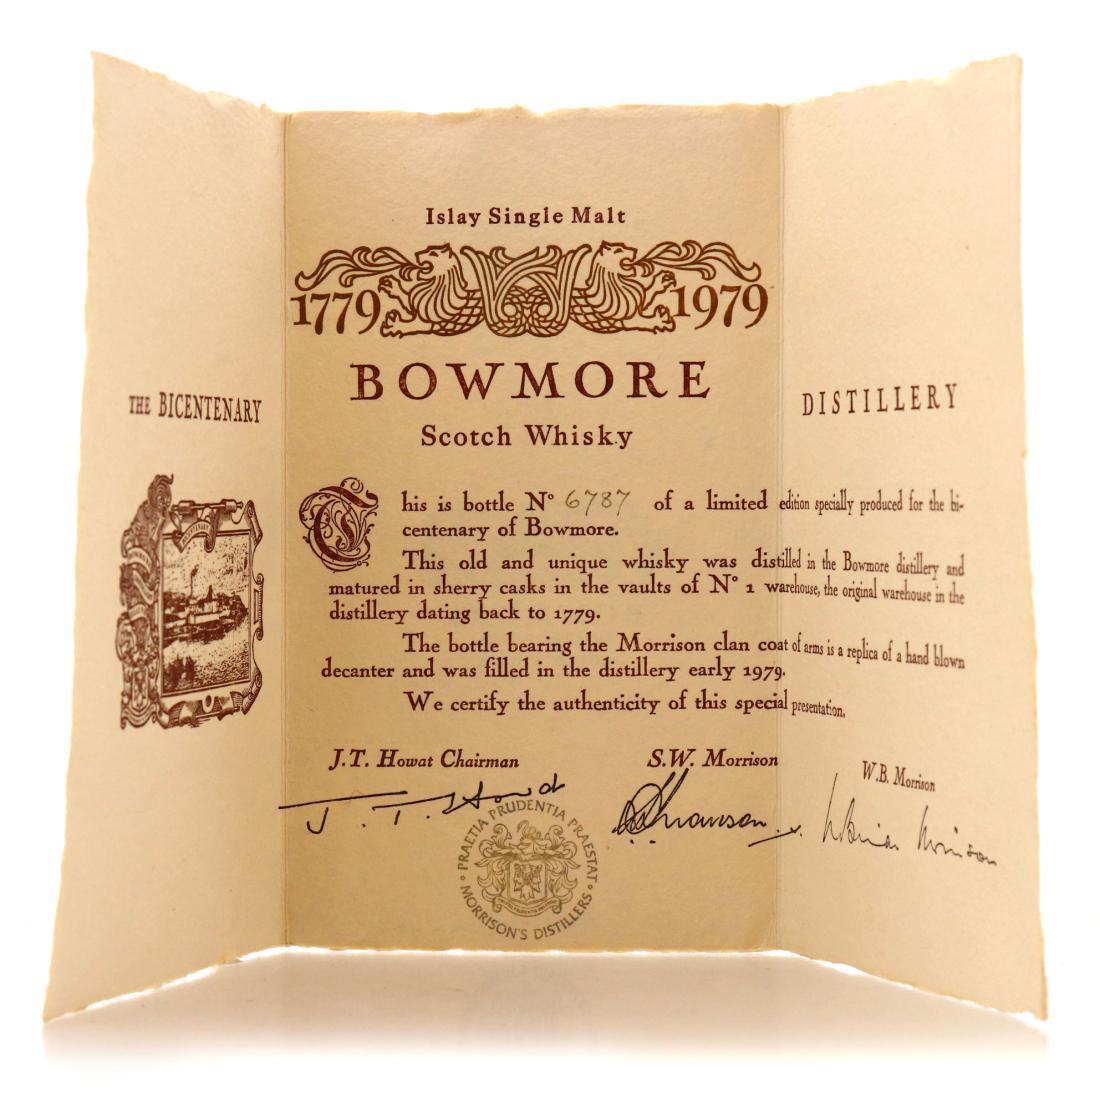 Islay Single Malt
1779 1979
BOWMORE
THE BICENTENARY
DISTILLERY
Scotch Whisky
This is bottle Nº 6787 of a limited edition specially produced for the bi-
centenary of Bowmore.
This old and unique whisky was distilled in the Bowmore distillery and
matured in sherry casks in the vaults of Nº 1 warehouse, the original warehouse in the
distillery dating back to 1779.
The bottle bearing the Morrison clan coat of arms is a replica of a hand blown
decanter and was filled in the distillery early 1979.
We certify the authenticity of this special presentation.
J.T. Howat Chairman
S.W. Morrison
W.B. Morrison
J. T. Howat
PRAETIA PRUDENTIA PRAESTAT
MORRISON'S DISTILLERS